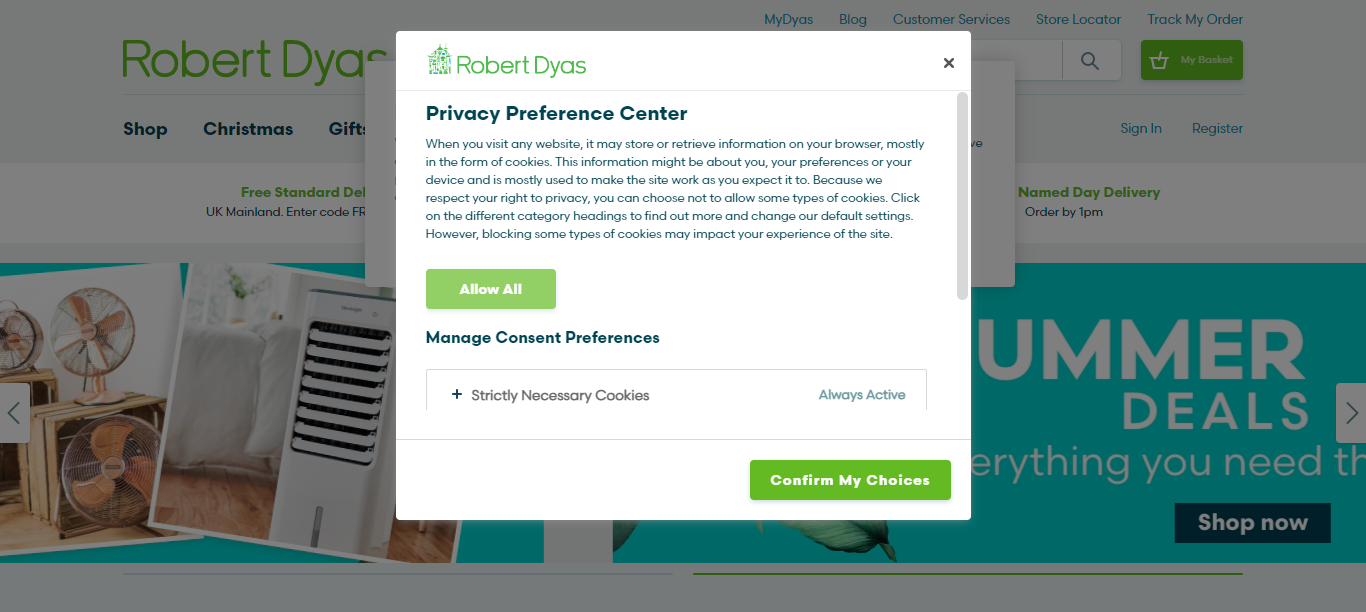 MyDyas Blog Customer Services Store Locator Track My Order
Robert Dyas
My Basket
Shop Christmas Gifts
Sign In Register
Free Standard Del
UK Mainland. Enter code FR
Named Day Delivery
Order by 1pm
Robert Dyas
Privacy Preference Center
When you visit any website, it may store or retrieve information on your browser, mostly
in the form of cookies. This information might be about you, your preferences or your
device and is mostly used to make the site work as you expect it to. Because we
respect your right to privacy, you can choose not to allow some types of cookies. Click
on the different category headings to find out more and change our default settings.
However, blocking some types of cookies may impact your experience of the site.
Allow All
Manage Consent Preferences
+ Strictly Necessary Cookies Always Active
Confirm My Choices
UMMER
DEALS
erything you need th
Shop now